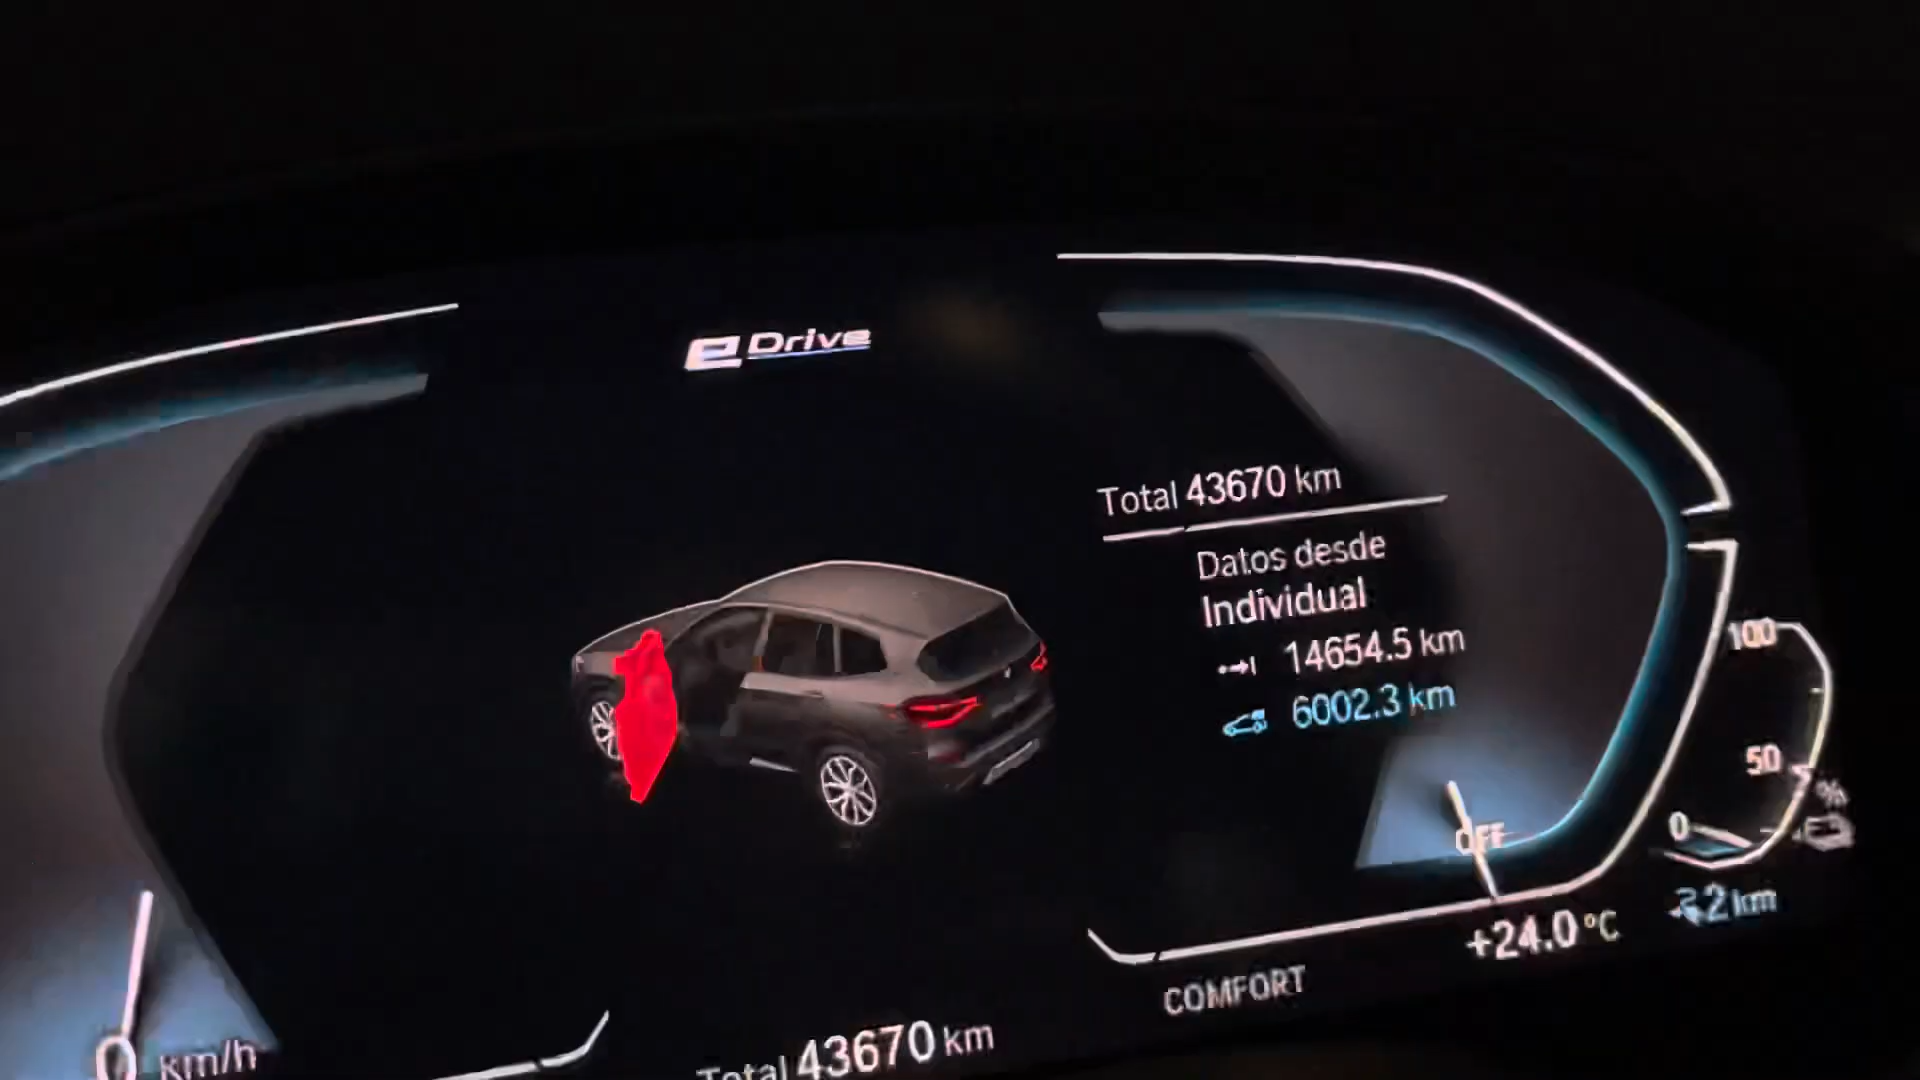 eDrive
Total 43670 km
Datos desde
Individual
14654.5 km
6002.3 km
100
50
%
0
OFF
km
+24.0 °C
COMFORT
0 km/h
Total 43670 km